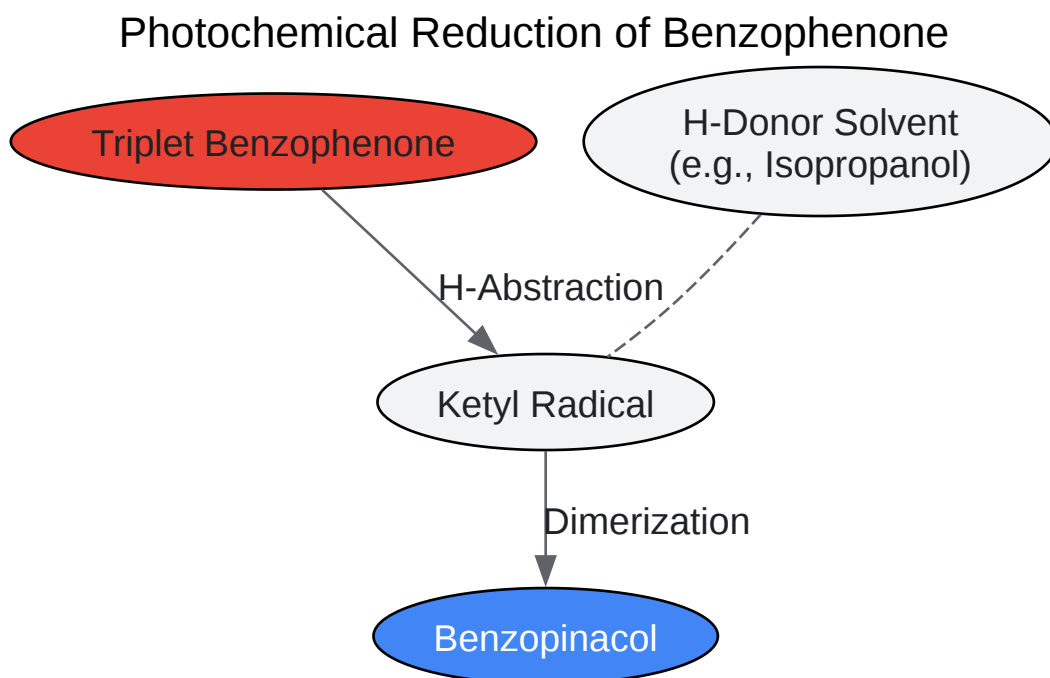 Photochemical Reduction of Benzophenone
Triplet Benzophenone
H-Donor Solvent
(e.g., Isopropanol)
H-Abstraction
Ketyl Radical
Dimerization
Benzopinacol